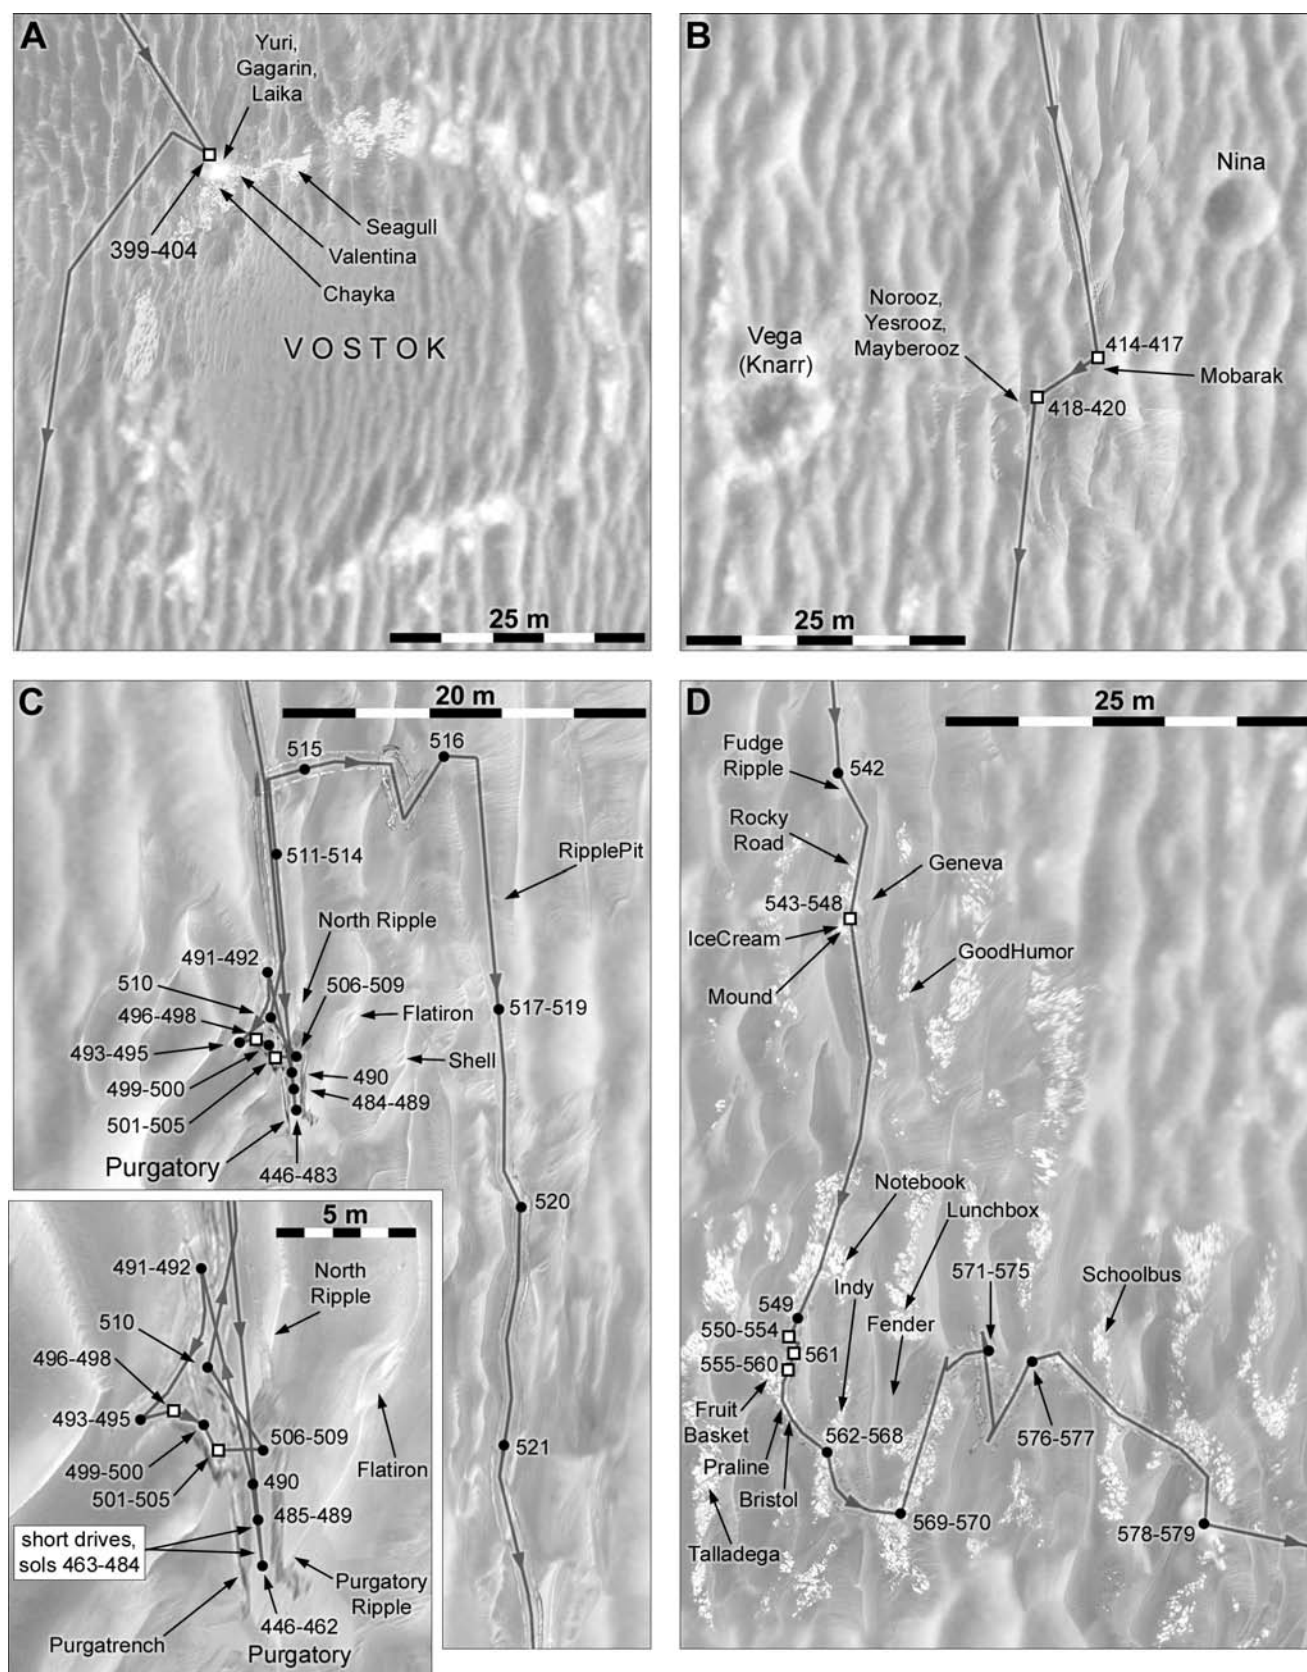 A
Yuri,
Gagarin,
Laika
399-404
Seagull
Valentina
Chayka
VOSTOK
25 m
B
Nina
Norooz,
Yesrooz,
Mayberooz
Vega
(Knarr)
414-417
Mobarak
418-420
25 m
C
20 m
515
516
511-514
RipplePit
North Ripple
491-492
510
506-509
496-498
Flatiron
517-519
493-495
Shell
499-500
490
484-489
501-505
Purgatory
446-483
520
521
5 m
491-492
North
Ripple
510
496-498
493-495
506-509
499-500
Flatiron
501-505
490
485-489
short drives,
sols 463-484
Purgatory
Ripple
446-462
Purgatrench
Purgatory
D
25 m
Fudge
Ripple
542
Rocky
Road
Geneva
543-548
IceCream
GoodHumor
Mound
Notebook
Lunchbox
571-575
Schoolbus
Indy
549
Fender
550-554
561
555-560
Fruit
Basket
562-568
576-577
Praline
Bristol
569-570
578-579
Talladega